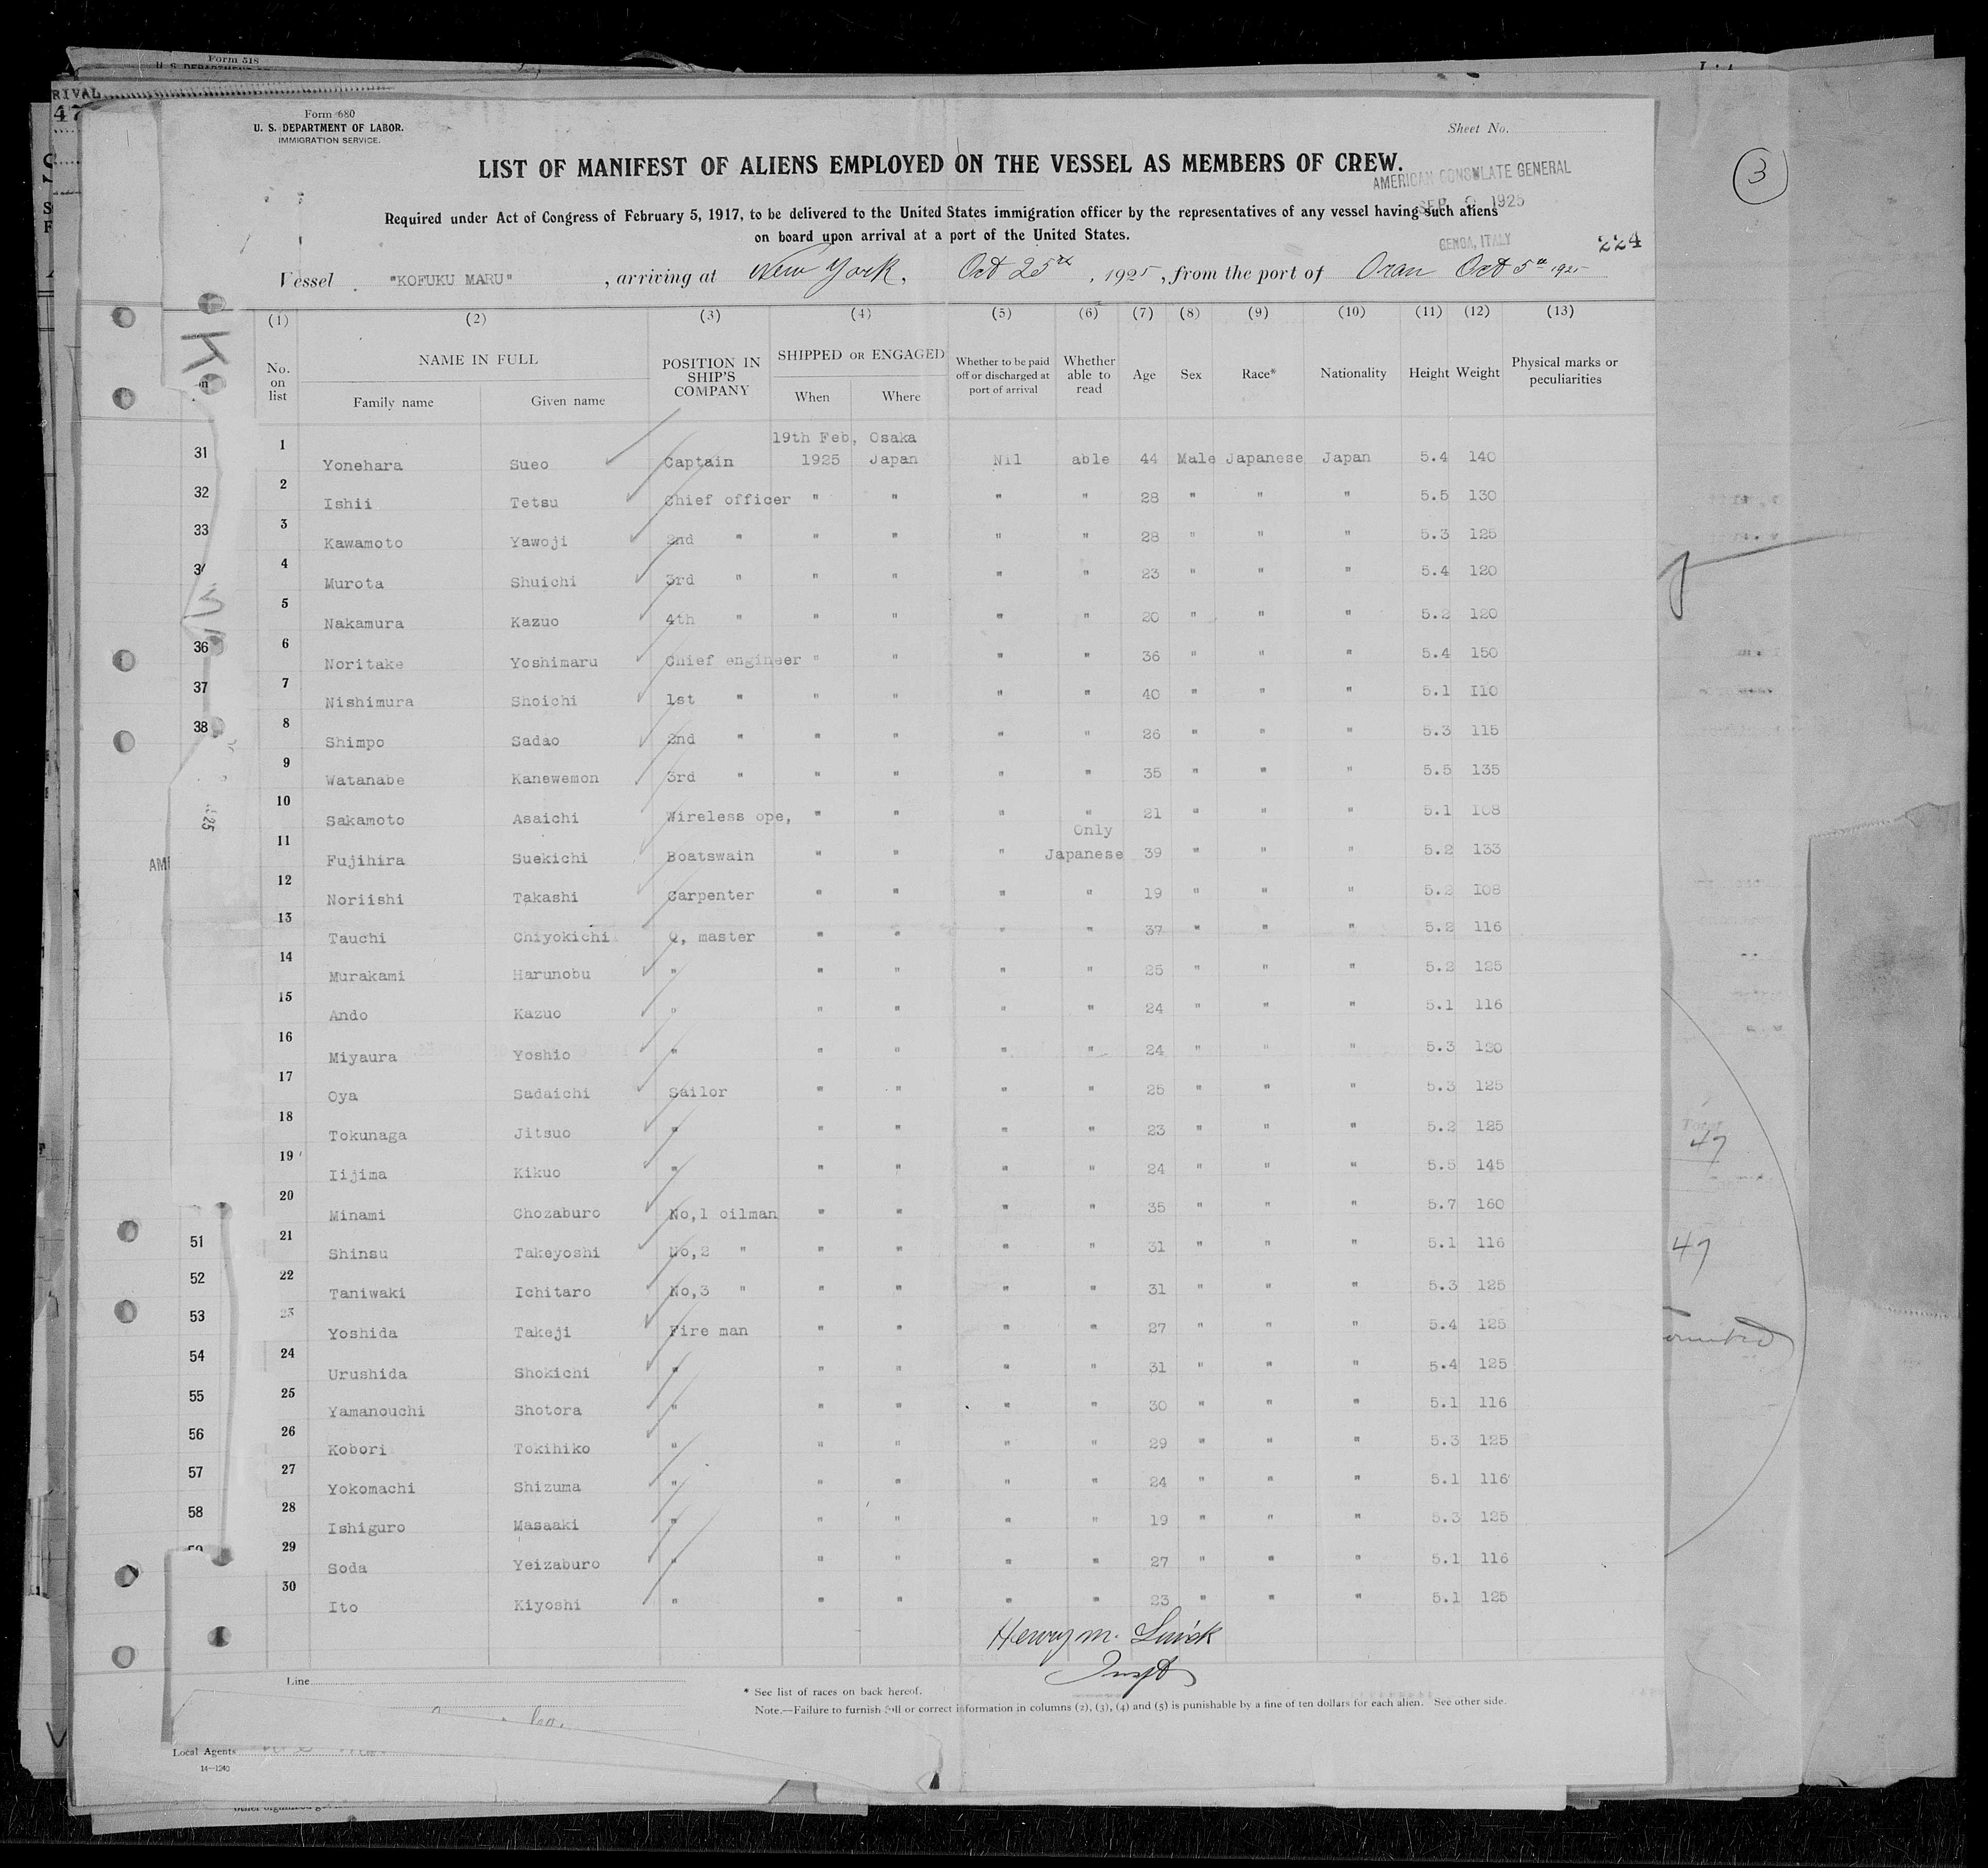 Form 518
RIVAL
47
Form 680
U. S. DEPARTMENT OF LABOR.
IMMIGRATION SERVICE.
Sheet No.
LIST OF MANIFEST OF ALIENS EMPLOYED ON THE VESSEL AS MEMBERS OF CREW.
AMERICAN CONSULATE GENERAL
3
Required under Act of Congress of February 5, 1917, to be delivered to the United States immigration officer by the representatives of any vessel having such aliens
on board upon arrival at a port of the United States.
SEP 1925
GENOA, ITALY
224
Vessel "KOFUKU MARU" , arriving at New York, Oct 25th , 1925, from the port of Oran Oct 5th 1925
(1) (2) (3) (4) (5) (6) (7) (8) (9) (10) (11) (12) (13)
No. on list NAME IN FULL Family name Given name POSITION IN SHIP'S COMPANY SHIPPED OR ENGAGED When Where Whether to be paid off or discharged at port of arrival Whether able to read Age Sex Race* Nationality Height Weight Physical marks or peculiarities
19th Feb, Osaka
31 1 Yonehara Sueo Captain 1925 Japan Nil able 44 Male Japanese Japan 5.4 140
32 2 Ishii Tetsu Chief officer " " " " 28 " " " 5.5 130
33 3 Kawamoto Yawoji 2nd " " " " " 28 " " " 5.3 125
4 Murota Shuichi 3rd " " " " " 23 " " " 5.4 120
5 Nakamura Kazuo 4th " " " " " 20 " " " 5.2 120
36 6 Noritake Yoshimaru Chief engineer " " " " 36 " " " 5.4 150
37 7 Nishimura Shoichi 1st " " " " " 40 " " " 5.1 I10
38 8 Shimpo Sadao 2nd " " " " " 26 " " " 5.3 115
9 Watanabe Kanewemon 3rd " " " " " 35 " " " 5.5 135
10 Sakamoto Asaichi Wireless ope, " " " " 21 " " " 5.1 I08
Only
11 Fujihira Suekichi Boatswain " " " Japanese 39 " " " 5.2 133
12 Noriishi Takashi Carpenter " " " " 19 " " " 5.2 I08
13 Tauchi Chiyokichi Q, master " " " " 37 " " " 5.2 116
14 Murakami Harunobu " " " " " 25 " " " 5.2 125
15 Ando Kazuo " " " " " 24 " " " 5.1 116
16 Miyaura Yoshio " " " " " 24 " " " 5.3 120
17 Oya Sadaichi Sailor " " " " 25 " " " 5.3 125
18 Tokunaga Jitsuo " " " " " 23 " " " 5.2 125
19 Iijima Kikuo " " " " " 24 " " " 5.5 145
20 Minami Chozaburo No,1 oilman " " " " 35 " " " 5.7 160
51 21 Shinsu Takeyoshi No,2 " " " " " 31 " " " 5.1 116
52 22 Taniwaki Ichitaro No,3 " " " " " 31 " " " 5.3 125
53 23 Yoshida Takeji Fire man " " " " 27 " " " 5.4 125
54 24 Urushida Shokichi " " " " " 31 " " " 5.4 125
55 25 Yamanouchi Shotora " " " " " 30 " " " 5.1 116
56 26 Kobori Tokihiko " " " " " 29 " " " 5.3 125
57 27 Yokomachi Shizuma " " " " " 24 " " " 5.1 116
58 28 Ishiguro Masaaki " " " " " 19 " " " 5.3 125
29 Soda Yeizaburo " " " " " 27 " " " 5.1 116
30 Ito Kiyoshi " " " " " 23 " " " 5.1 125
Total
47
47
Henry M.
Inspt
Line
* See list of races on back hereof.
Note.—Failure to furnish full or correct information in columns (2), (3), (4) and (5) is punishable by a fine of ten dollars for each alien. See other side.
Local Agents
14—1240